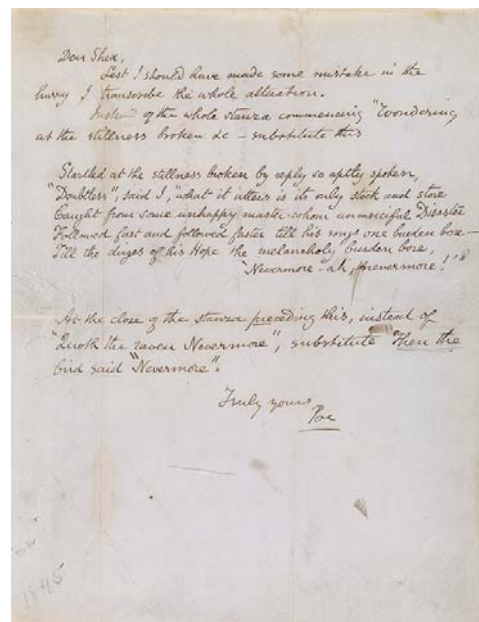 Dear Shea,
Lest I should have made some mistake in the
hurry I transcribe the whole alteration.
Instead of the whole stanza commencing "Wondering
at the stillness broken &c — substitute this
Startled at the stillness broken by reply so aptly spoken,
"Doubtless", said I, "what it utters is its only stock and store
Caught from some unhappy master whom unmerciful Disaster
Followed fast and followed faster till his songs one burden bore —
Till the dirges of his Hope the melancholy burden bore,
"Nevermore — ah, nevermore!"
At the close of the stanza preceding this, instead of
"Quoth the raven Nevermore", substitute "Then the
bird said "Nevermore".
Truly yours
Poe
1845